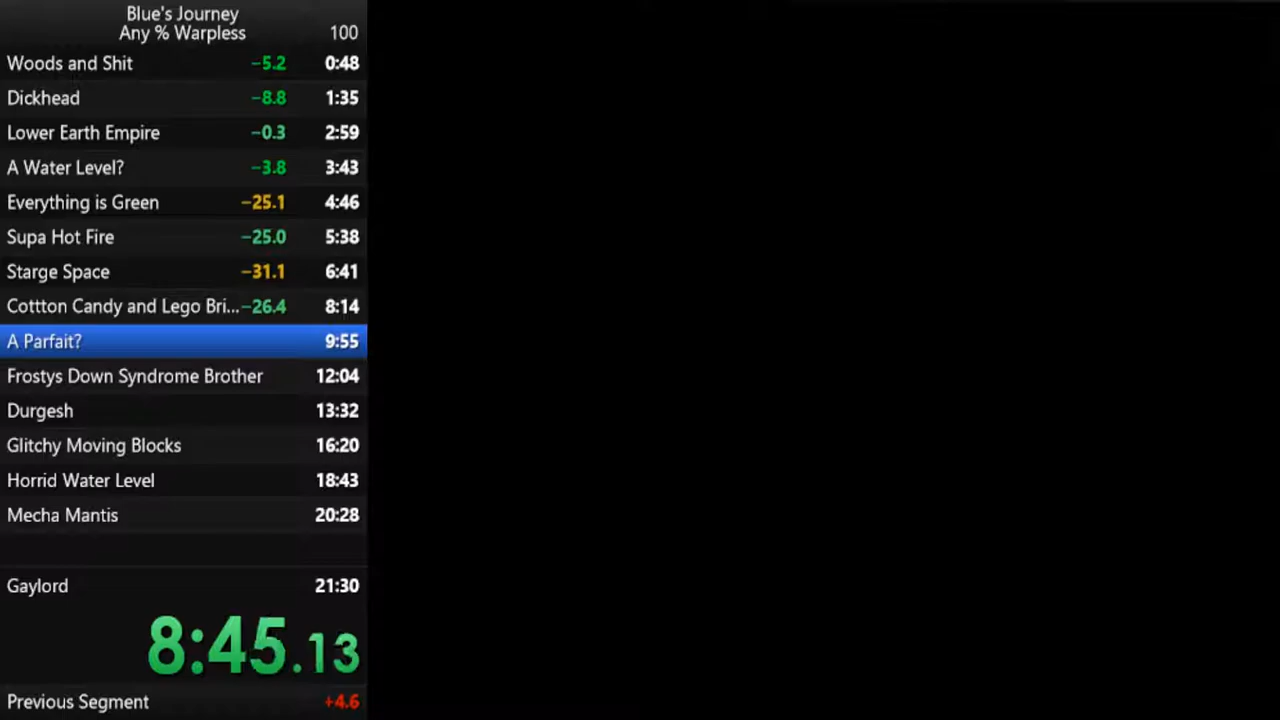 Blue's Journey
Any % Warpless 100
Woods and Shit −5.2 0:48
Dickhead −8.8 1:35
Lower Earth Empire −0.3 2:59
A Water Level? −3.8 3:43
Everything is Green −25.1 4:46
Supa Hot Fire −25.0 5:38
Starge Space −31.1 6:41
Cottton Candy and Lego Bri... −26.4 8:14
A Parfait? 9:55
Frostys Down Syndrome Brother 12:04
Durgesh 13:32
Glitchy Moving Blocks 16:20
Horrid Water Level 18:43
Mecha Mantis 20:28
Gaylord 21:30
8:45.13
Previous Segment +4.6